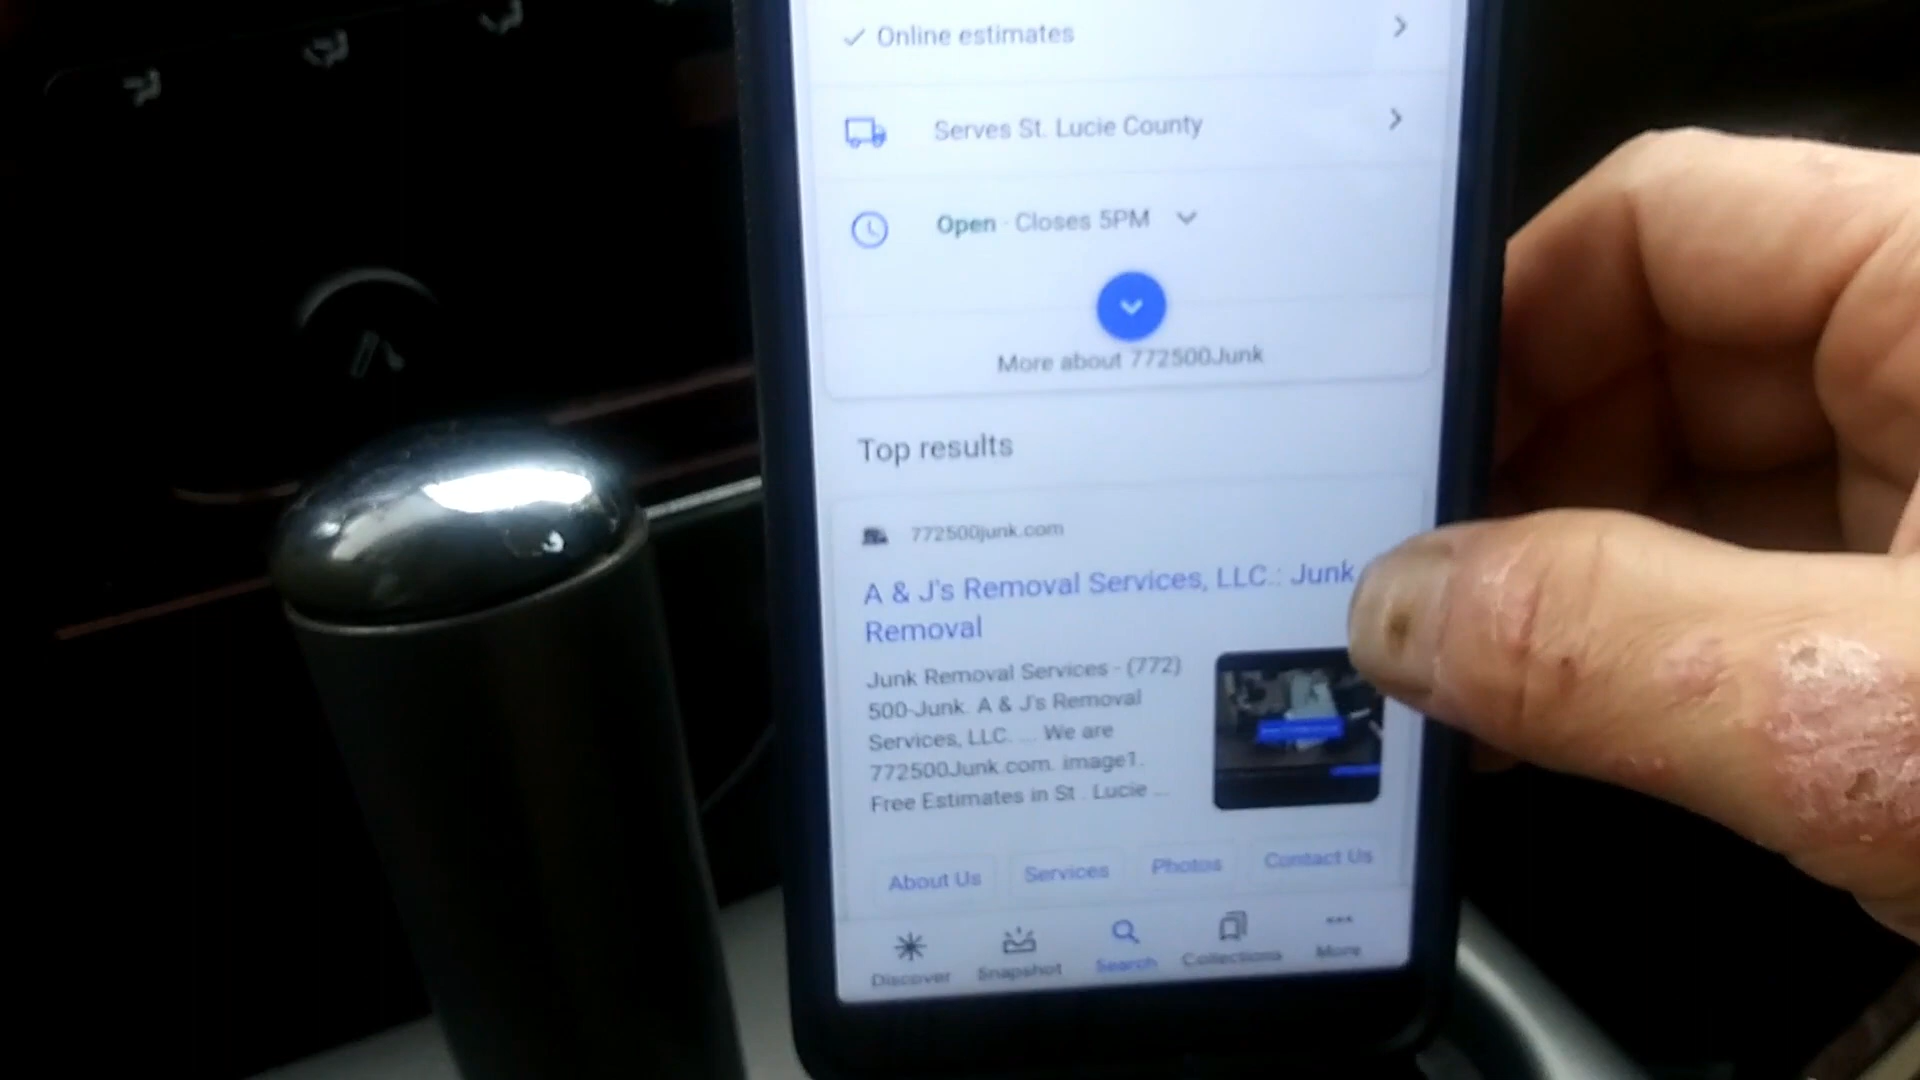 Online estimates
Serves St. Lucie County
Open · Closes 5PM
More about 772500Junk
Top results
772500junk.com
A & J's Removal Services, LLC.: Junk
Removal
Junk Removal Services - (772)
500-Junk. A & J's Removal
Services, LLC. ... We are
772500Junk.com. image1.
Free Estimates in St . Lucie ...
About Us Services Photos Contact Us
Discover Snapshot Search Collections More